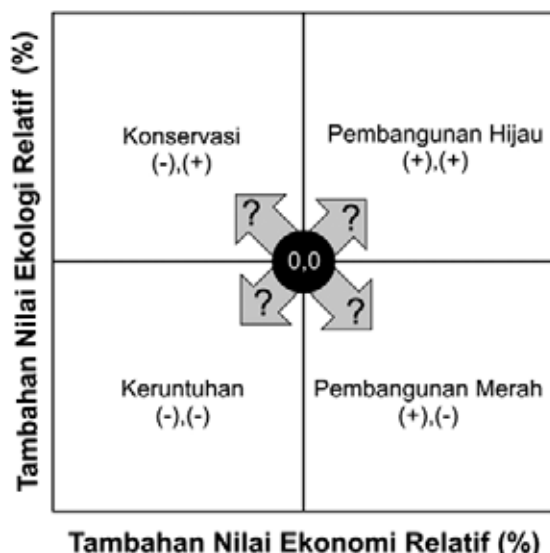 Tambahan Nilai Ekologi Relatif (%)
Konservasi
(-),(+)
Pembangunan Hijau
(+),(+)
?
?
0,0
?
?
Keruntuhan
(-),(-)
Pembangunan Merah
(+),(-)
Tambahan Nilai Ekonomi Relatif (%)